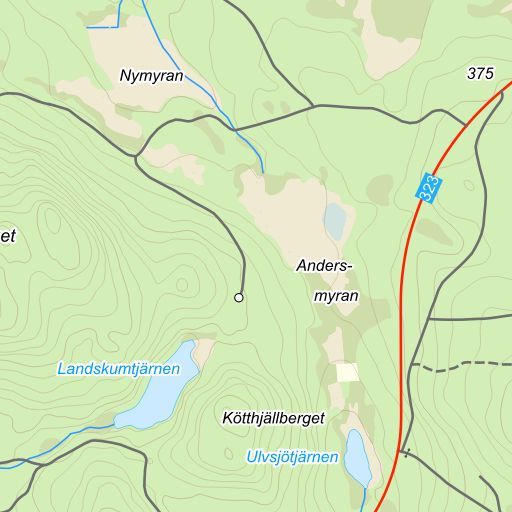 375
Nymyran
323
et
Anders-
myran
Landskumtjärnen
Kötthjällberget
Ulvsjötjärnen